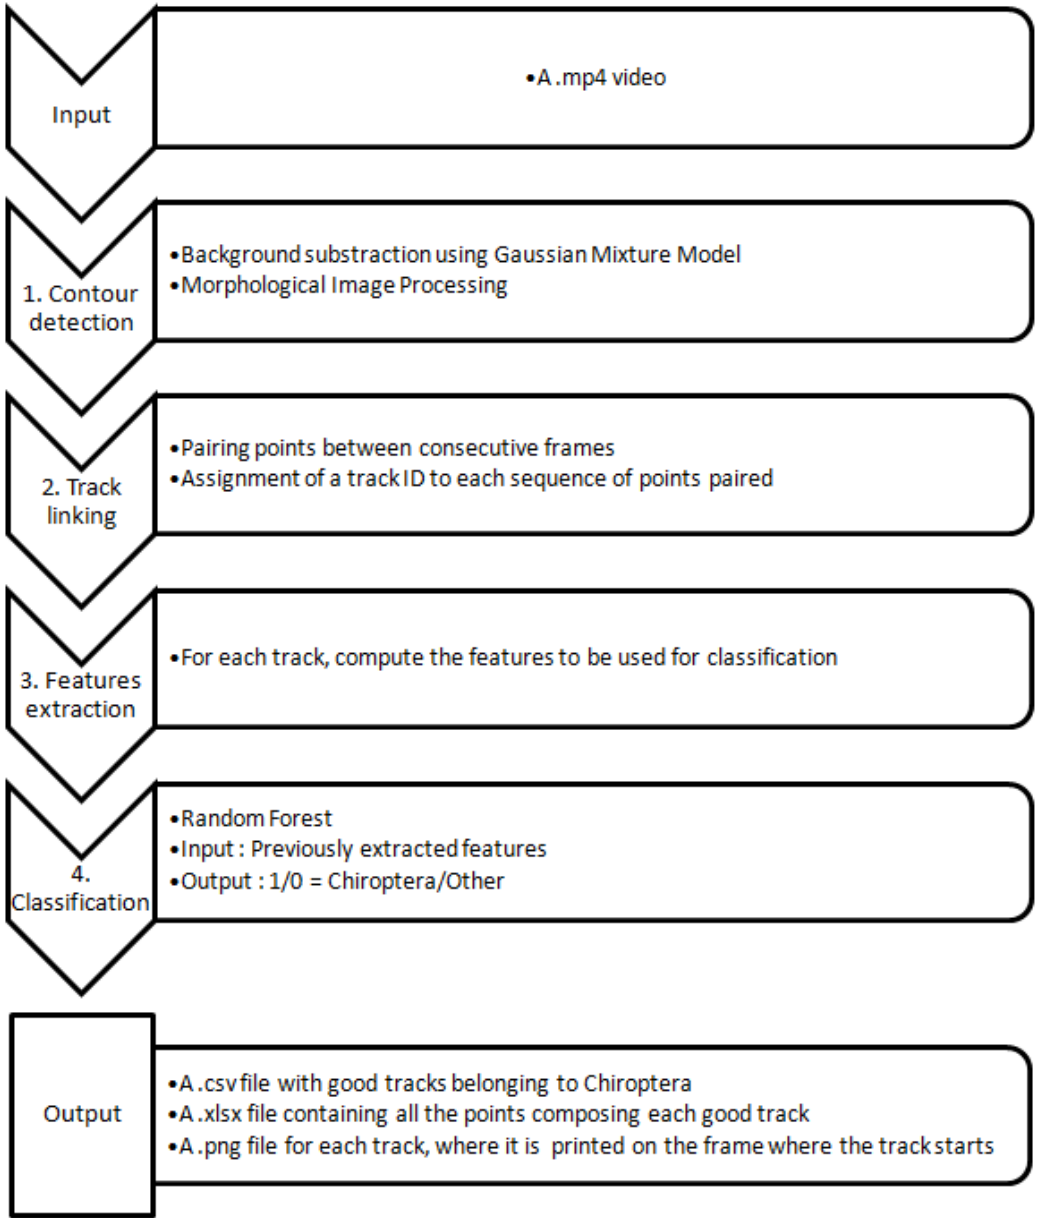 Input
•A .mp4 video
1. Contour
detection
•Background substraction using Gaussian Mixture Model
•Morphological Image Processing
2. Track
linking
•Pairing points between consecutive frames
•Assignment of a track ID to each sequence of points paired
3. Features
extraction
•For each track, compute the features to be used for classification
4.
Classification
•Random Forest
•Input : Previously extracted features
•Output : 1/0 = Chiroptera/Other
Output
•A .csv file with good tracks belonging to Chiroptera
•A .xlsx file containing all the points composing each good track
•A .png file for each track, where it is printed on the frame where the track starts